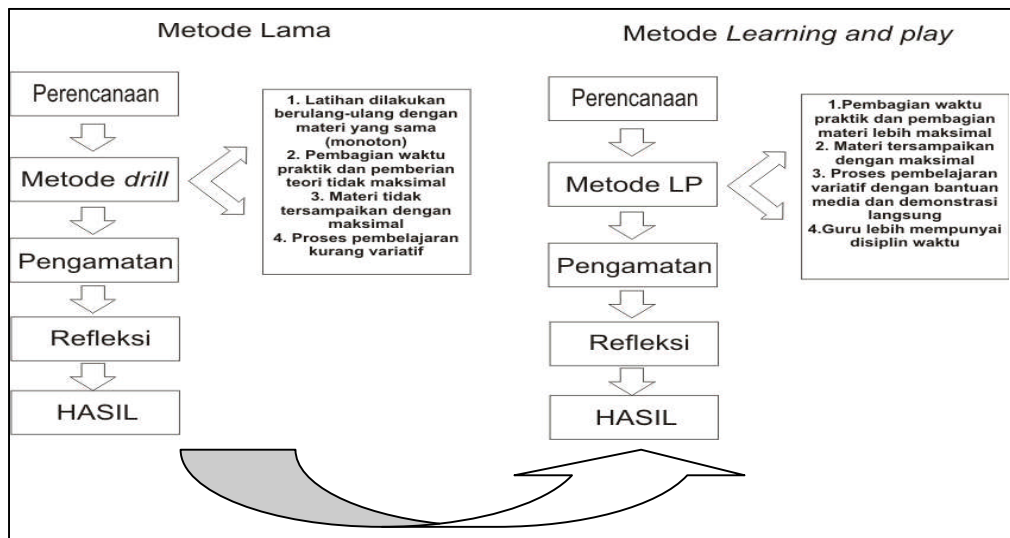 Metode Lama
Perencanaan
Metode drill
Pengamatan
Refleksi
HASIL
1. Latihan dilakukan
berulang-ulang dengan
materi yang sama
(monoton)
2. Pembagian waktu
praktik dan pemberian
teori tidak maksimal
3. Materi tidak
tersampaikan dengan
maksimal
4. Proses pembelajaran
kurang variatif
Metode Learning and play
Perencanaan
Metode LP
Pengamatan
Refleksi
HASIL
1.Pembagian waktu
praktik dan pembagian
materi lebih maksimal
2. Materi tersampaikan
dengan maksimal
3. Proses pembelajaran
variatif dengan bantuan
media dan demonstrasi
langsung
4.Guru lebih mempunyai
disiplin waktu